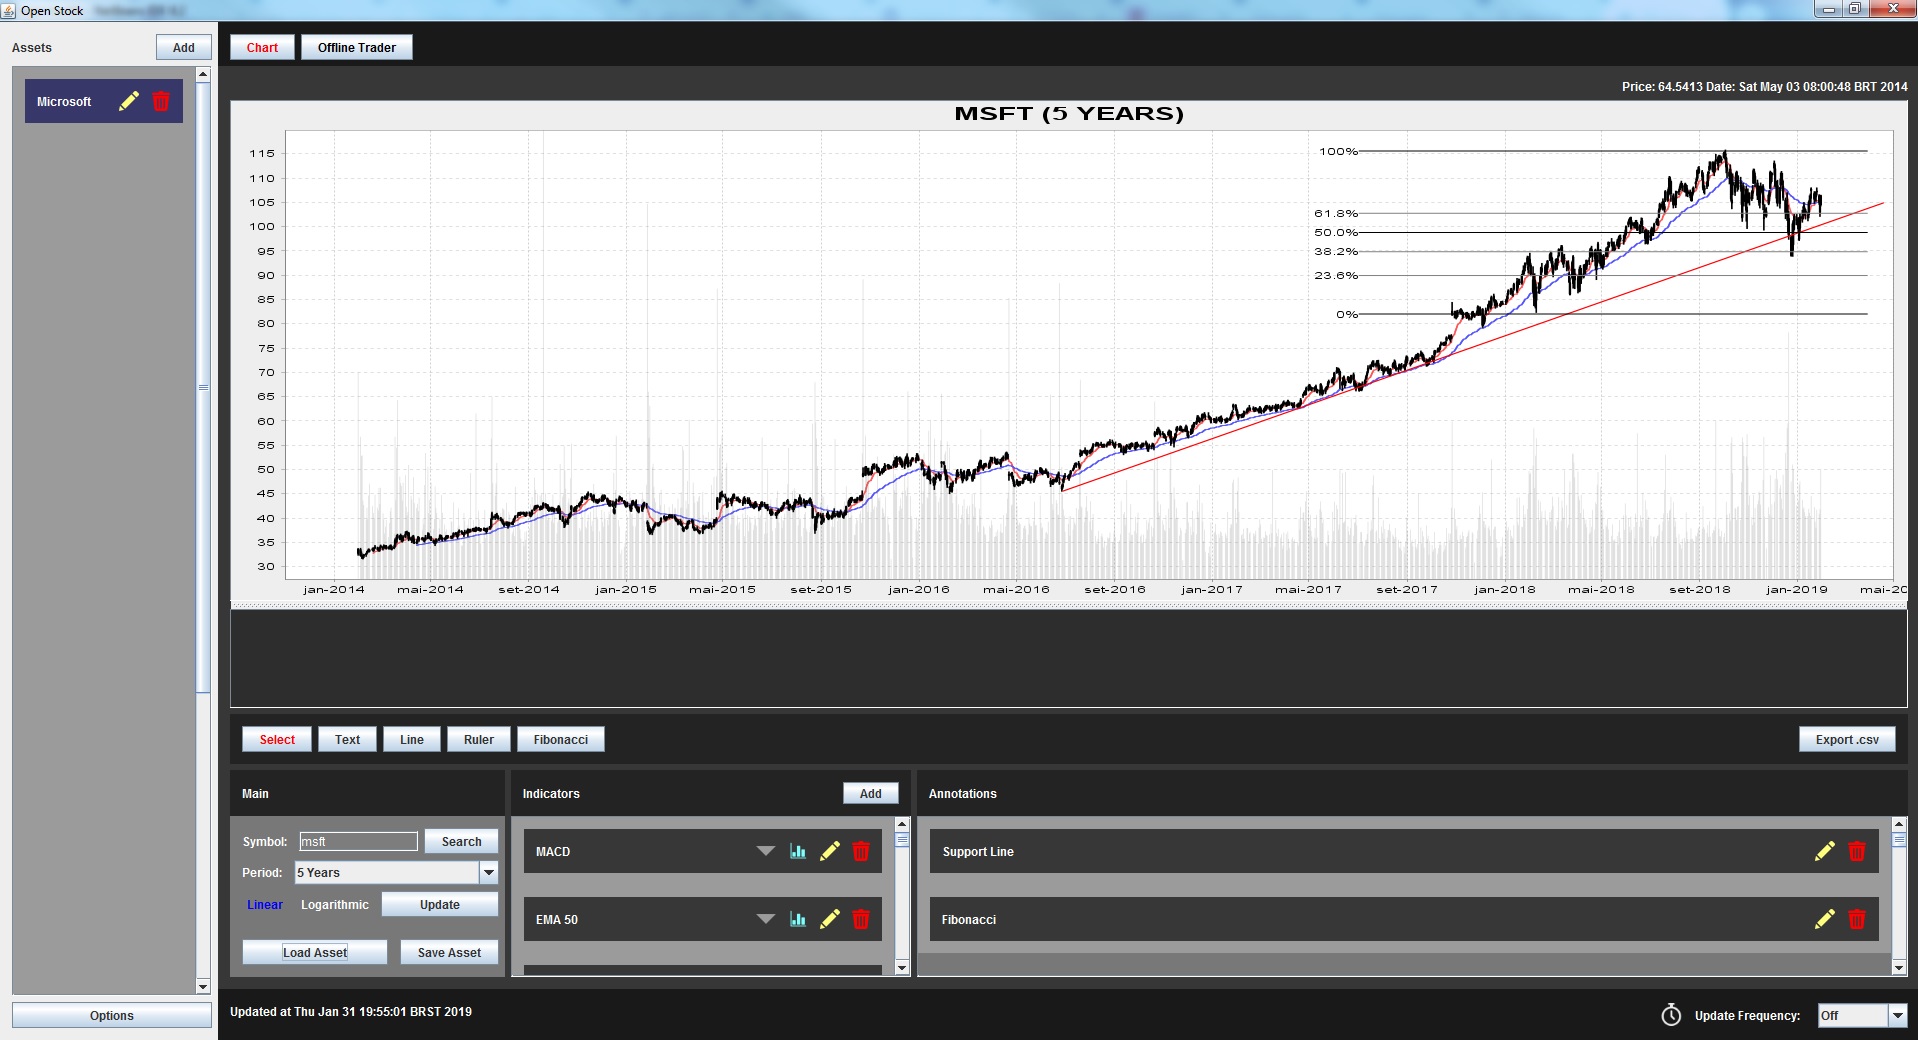 Open Stock
Assets
Add
Chart
Offline Trader
Microsoft
Price: 64.5413 Date: Sat May 03 08:00:48 BRT 2014
MSFT (5 YEARS)
115
110
105
100
95
90
85
80
75
70
65
60
55
50
45
40
35
30
100%
61.8%
50.0%
38.2%
23.6%
0%
jan-2014 mai-2014 set-2014 jan-2015 mai-2015 set-2015 jan-2016 mai-2016 set-2016 jan-2017 mai-2017 set-2017 jan-2018 mai-2018 set-2018 jan-2019 mai-20
Select
Text
Line
Ruler
Fibonacci
Export .csv
Main
Symbol: msft
Search
Period: 5 Years
Linear Logarithmic
Update
Load Asset
Save Asset
Indicators
Add
MACD
EMA 50
Annotations
Support Line
Fibonacci
Options
Updated at Thu Jan 31 19:55:01 BRST 2019
Update Frequency: Off